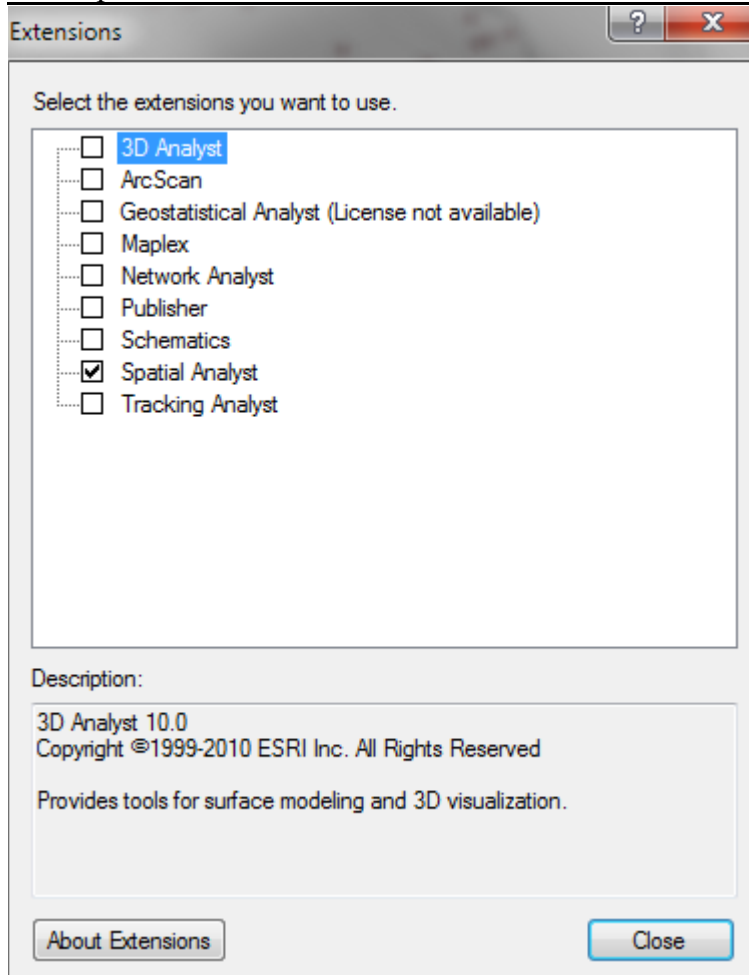 Extensions
Select the extensions you want to use.
3D Analyst
ArcScan
Geostatistical Analyst (License not available)
Maplex
Network Analyst
Publisher
Schematics
Spatial Analyst
Tracking Analyst
Description:
3D Analyst 10.0
Copyright ©1999-2010 ESRI Inc. All Rights Reserved
Provides tools for surface modeling and 3D visualization.
About Extensions
Close